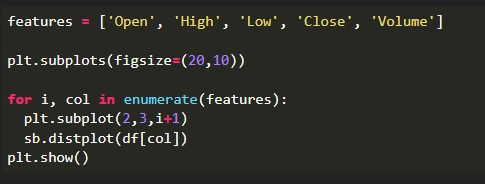 features = ['Open', 'High', 'Low', 'Close', 'Volume']
plt.subplots(figsize=(20,10))
for i, col in enumerate(features):
  plt.subplot(2,3,i+1)
  sb.distplot(df[col])
plt.show()